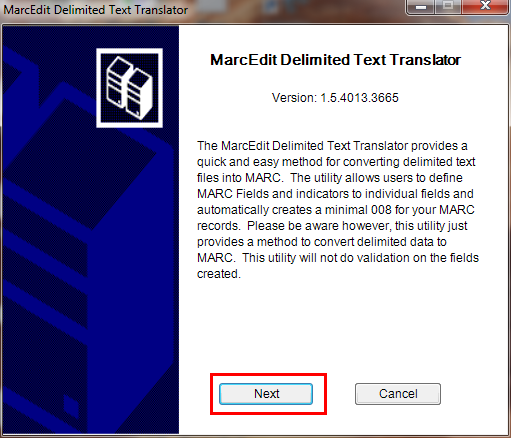 MarcEdit Delimited Text Translator
MarcEdit Delimited Text Translator
Version: 1.5.4013.3665
The MarcEdit Delimited Text Translator provides a
quick and easy method for converting delimited text
files into MARC. The utility allows users to define
MARC Fields and indicators to individual fields and
automatically creates a minimal 008 for your MARC
records. Please be aware however, this utility just
provides a method to convert delimited data to
MARC. This utility will not do validation on the fields
created.
Next
Cancel